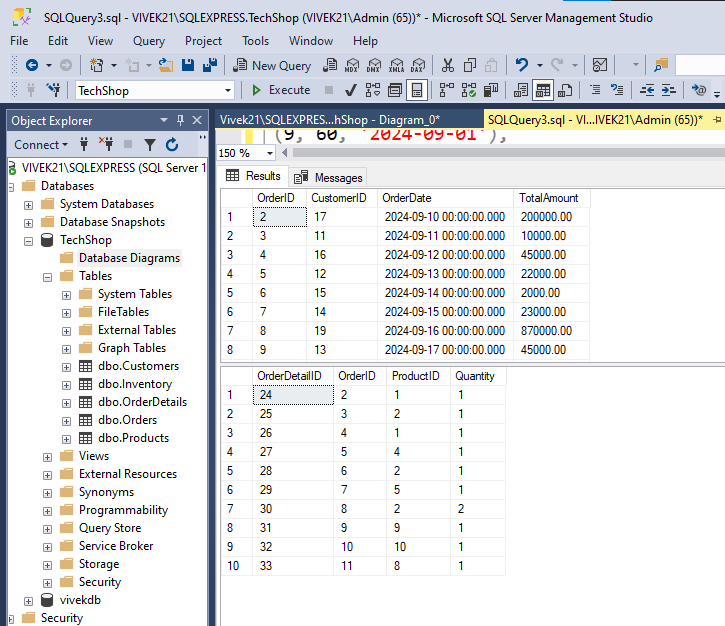 SQLQuery3.sql - VIVEK21\SQLEXPRESS.TechShop (VIVEK21\Admin (65))* - Microsoft SQL Server Management Studio
File Edit View Query Project Tools Window Help
New Query MDX DMX XMLA DAX
TechShop Execute
Object Explorer
Connect
VIVEK21\SQLEXPRESS (SQL Server 1
Databases
System Databases
Database Snapshots
TechShop
Database Diagrams
Tables
System Tables
FileTables
External Tables
Graph Tables
dbo.Customers
dbo.Inventory
dbo.OrderDetails
dbo.Orders
dbo.Products
Views
External Resources
Synonyms
Programmability
Query Store
Service Broker
Storage
Security
vivekdb
Security
Vivek21\SQLEXPRES...hShop - Diagram_0* SQLQuery3.sql - VI...IVEK21\Admin (65))*
(9, 60, '2024-09-01'),
150 %
Results Messages
OrderID CustomerID OrderDate TotalAmount
1 2 17 2024-09-10 00:00:00.000 200000.00
2 3 11 2024-09-11 00:00:00.000 10000.00
3 4 16 2024-09-12 00:00:00.000 45000.00
4 5 12 2024-09-13 00:00:00.000 22000.00
5 6 15 2024-09-14 00:00:00.000 2000.00
6 7 14 2024-09-15 00:00:00.000 23000.00
7 8 19 2024-09-16 00:00:00.000 870000.00
8 9 13 2024-09-17 00:00:00.000 45000.00
OrderDetailID OrderID ProductID Quantity
1 24 2 1 1
2 25 3 2 1
3 26 4 1 1
4 27 5 4 1
5 28 6 2 1
6 29 7 5 1
7 30 8 2 2
8 31 9 9 1
9 32 10 10 1
10 33 11 8 1